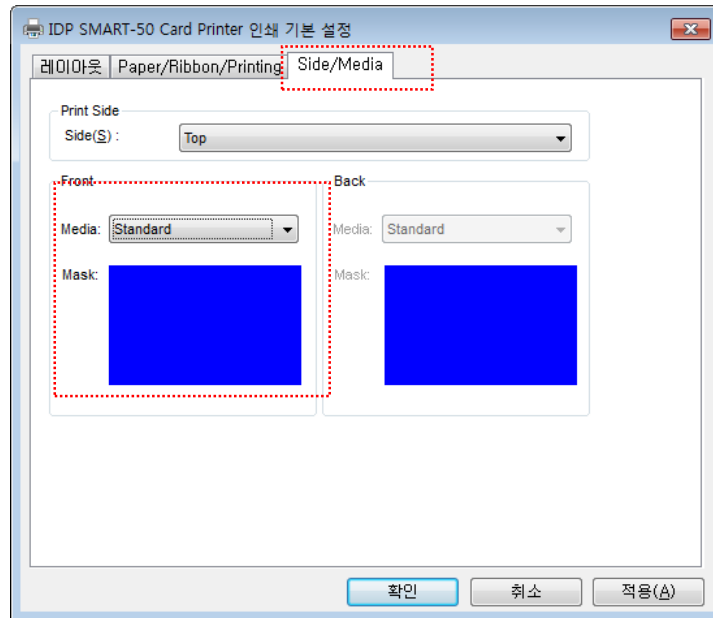 IDP SMART-50 Card Printer 인쇄 기본 설정
레이아웃 Paper/Ribbon/Printing Side/Media
Print Side
Side(S) : Top
Front Back
Media: Standard Media: Standard
Mask: Mask:
확인 취소 적용(A)